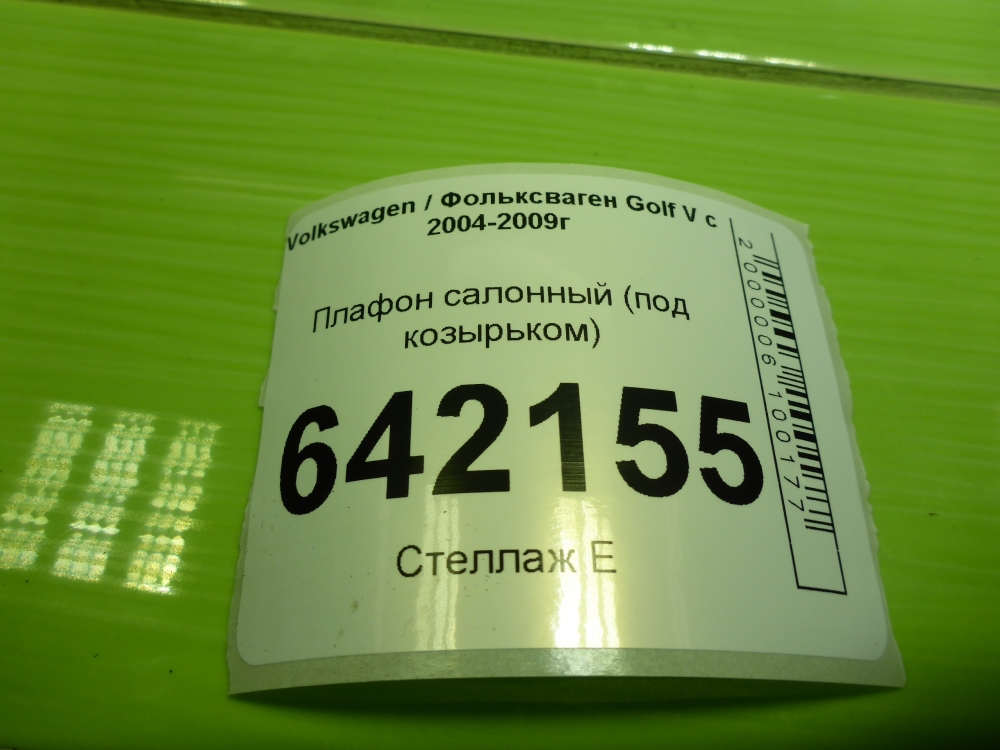 Volkswagen / Фольксваген Golf V с
2004-2009г
Плафон салонный (под
козырьком)
642155
Стеллаж Е
2000006100177